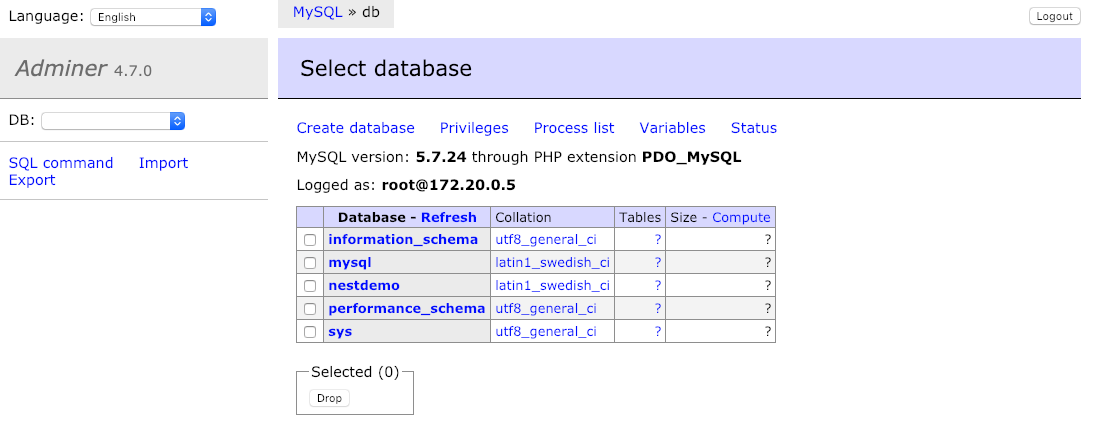 Language: English
MySQL » db
Logout
Adminer 4.7.0
Select database
DB:
SQL command Import
Export
Create database Privileges Process list Variables Status
MySQL version: 5.7.24 through PHP extension PDO_MySQL
Logged as: root@172.20.0.5
Database - Refresh Collation Tables Size - Compute
information_schema utf8_general_ci ? ?
mysql latin1_swedish_ci ? ?
nestdemo latin1_swedish_ci ? ?
performance_schema utf8_general_ci ? ?
sys utf8_general_ci ? ?
Selected (0)
Drop